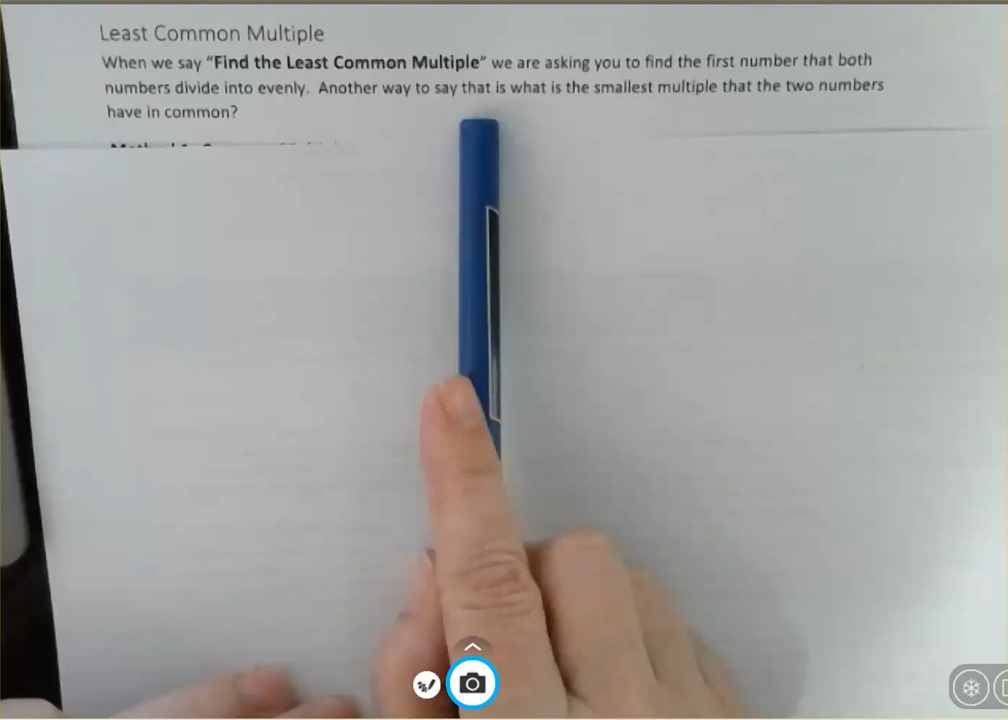 Least Common Multiple
When we say "Find the Least Common Multiple" we are asking you to find the first number that both
numbers divide into evenly. Another way to say that is what is the smallest multiple that the two numbers
have in common?